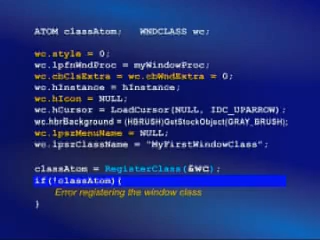 ATOM classAtom;   WNDCLASS wc;
wc.style = 0;
wc.lpfnWndProc = myWindowProc;
wc.cbClsExtra = wc.cbWndExtra = 0;
wc.hInstance = hInstance;
wc.hIcon = NULL;
wc.hCursor = LoadCursor(NULL, IDC_UPARROW);
wc.hbrBackground = (HBRUSH)GetStockObject(GRAY_BRUSH);
wc.lpszMenuName = NULL;
wc.lpszClassName = "MyFirstWindowClass";
classAtom = RegisterClass(&wc);
if(!classAtom){
Error registering the window class
}